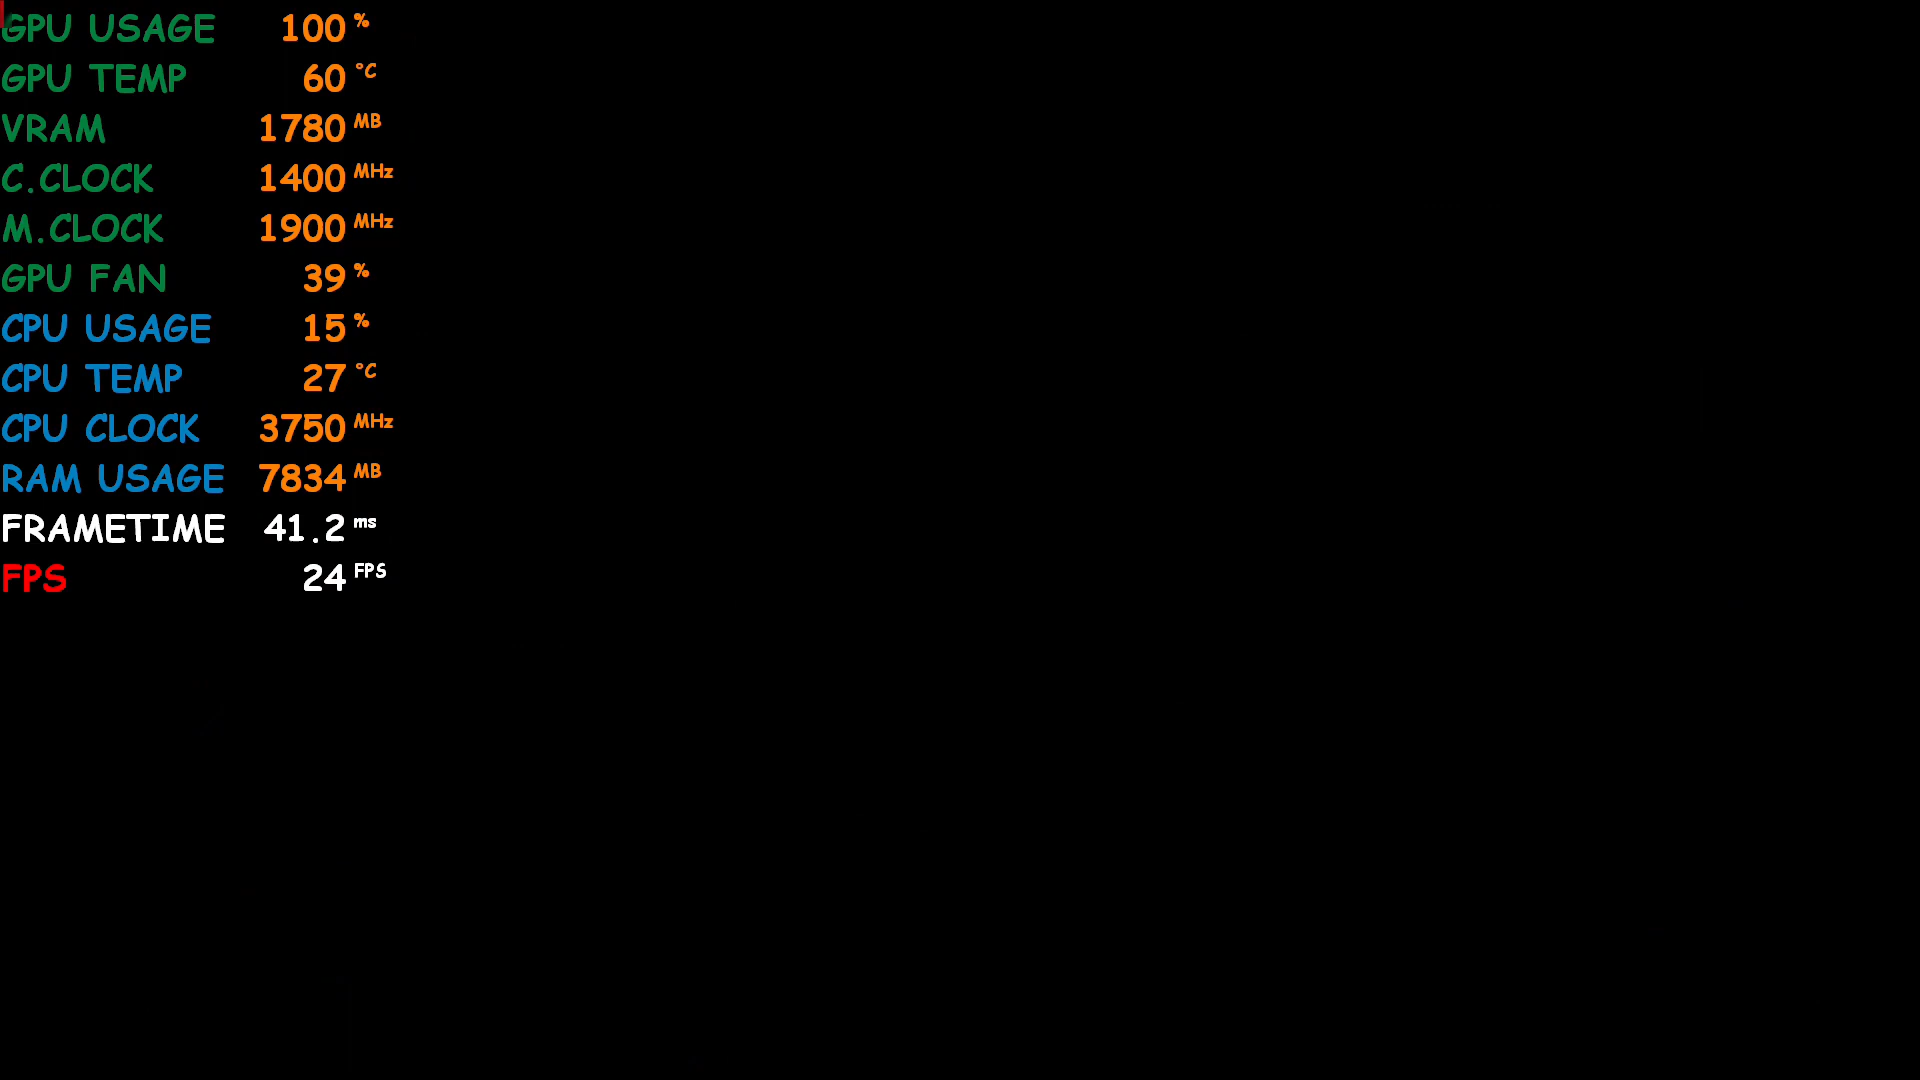 GPU USAGE 100 %
GPU TEMP 60 °C
VRAM 1780 MB
C.CLOCK 1400 MHz
M.CLOCK 1900 MHz
GPU FAN 39 %
CPU USAGE 15 %
CPU TEMP 27 °C
CPU CLOCK 3750 MHz
RAM USAGE 7834 MB
FRAMETIME 41.2 ms
FPS 24 FPS